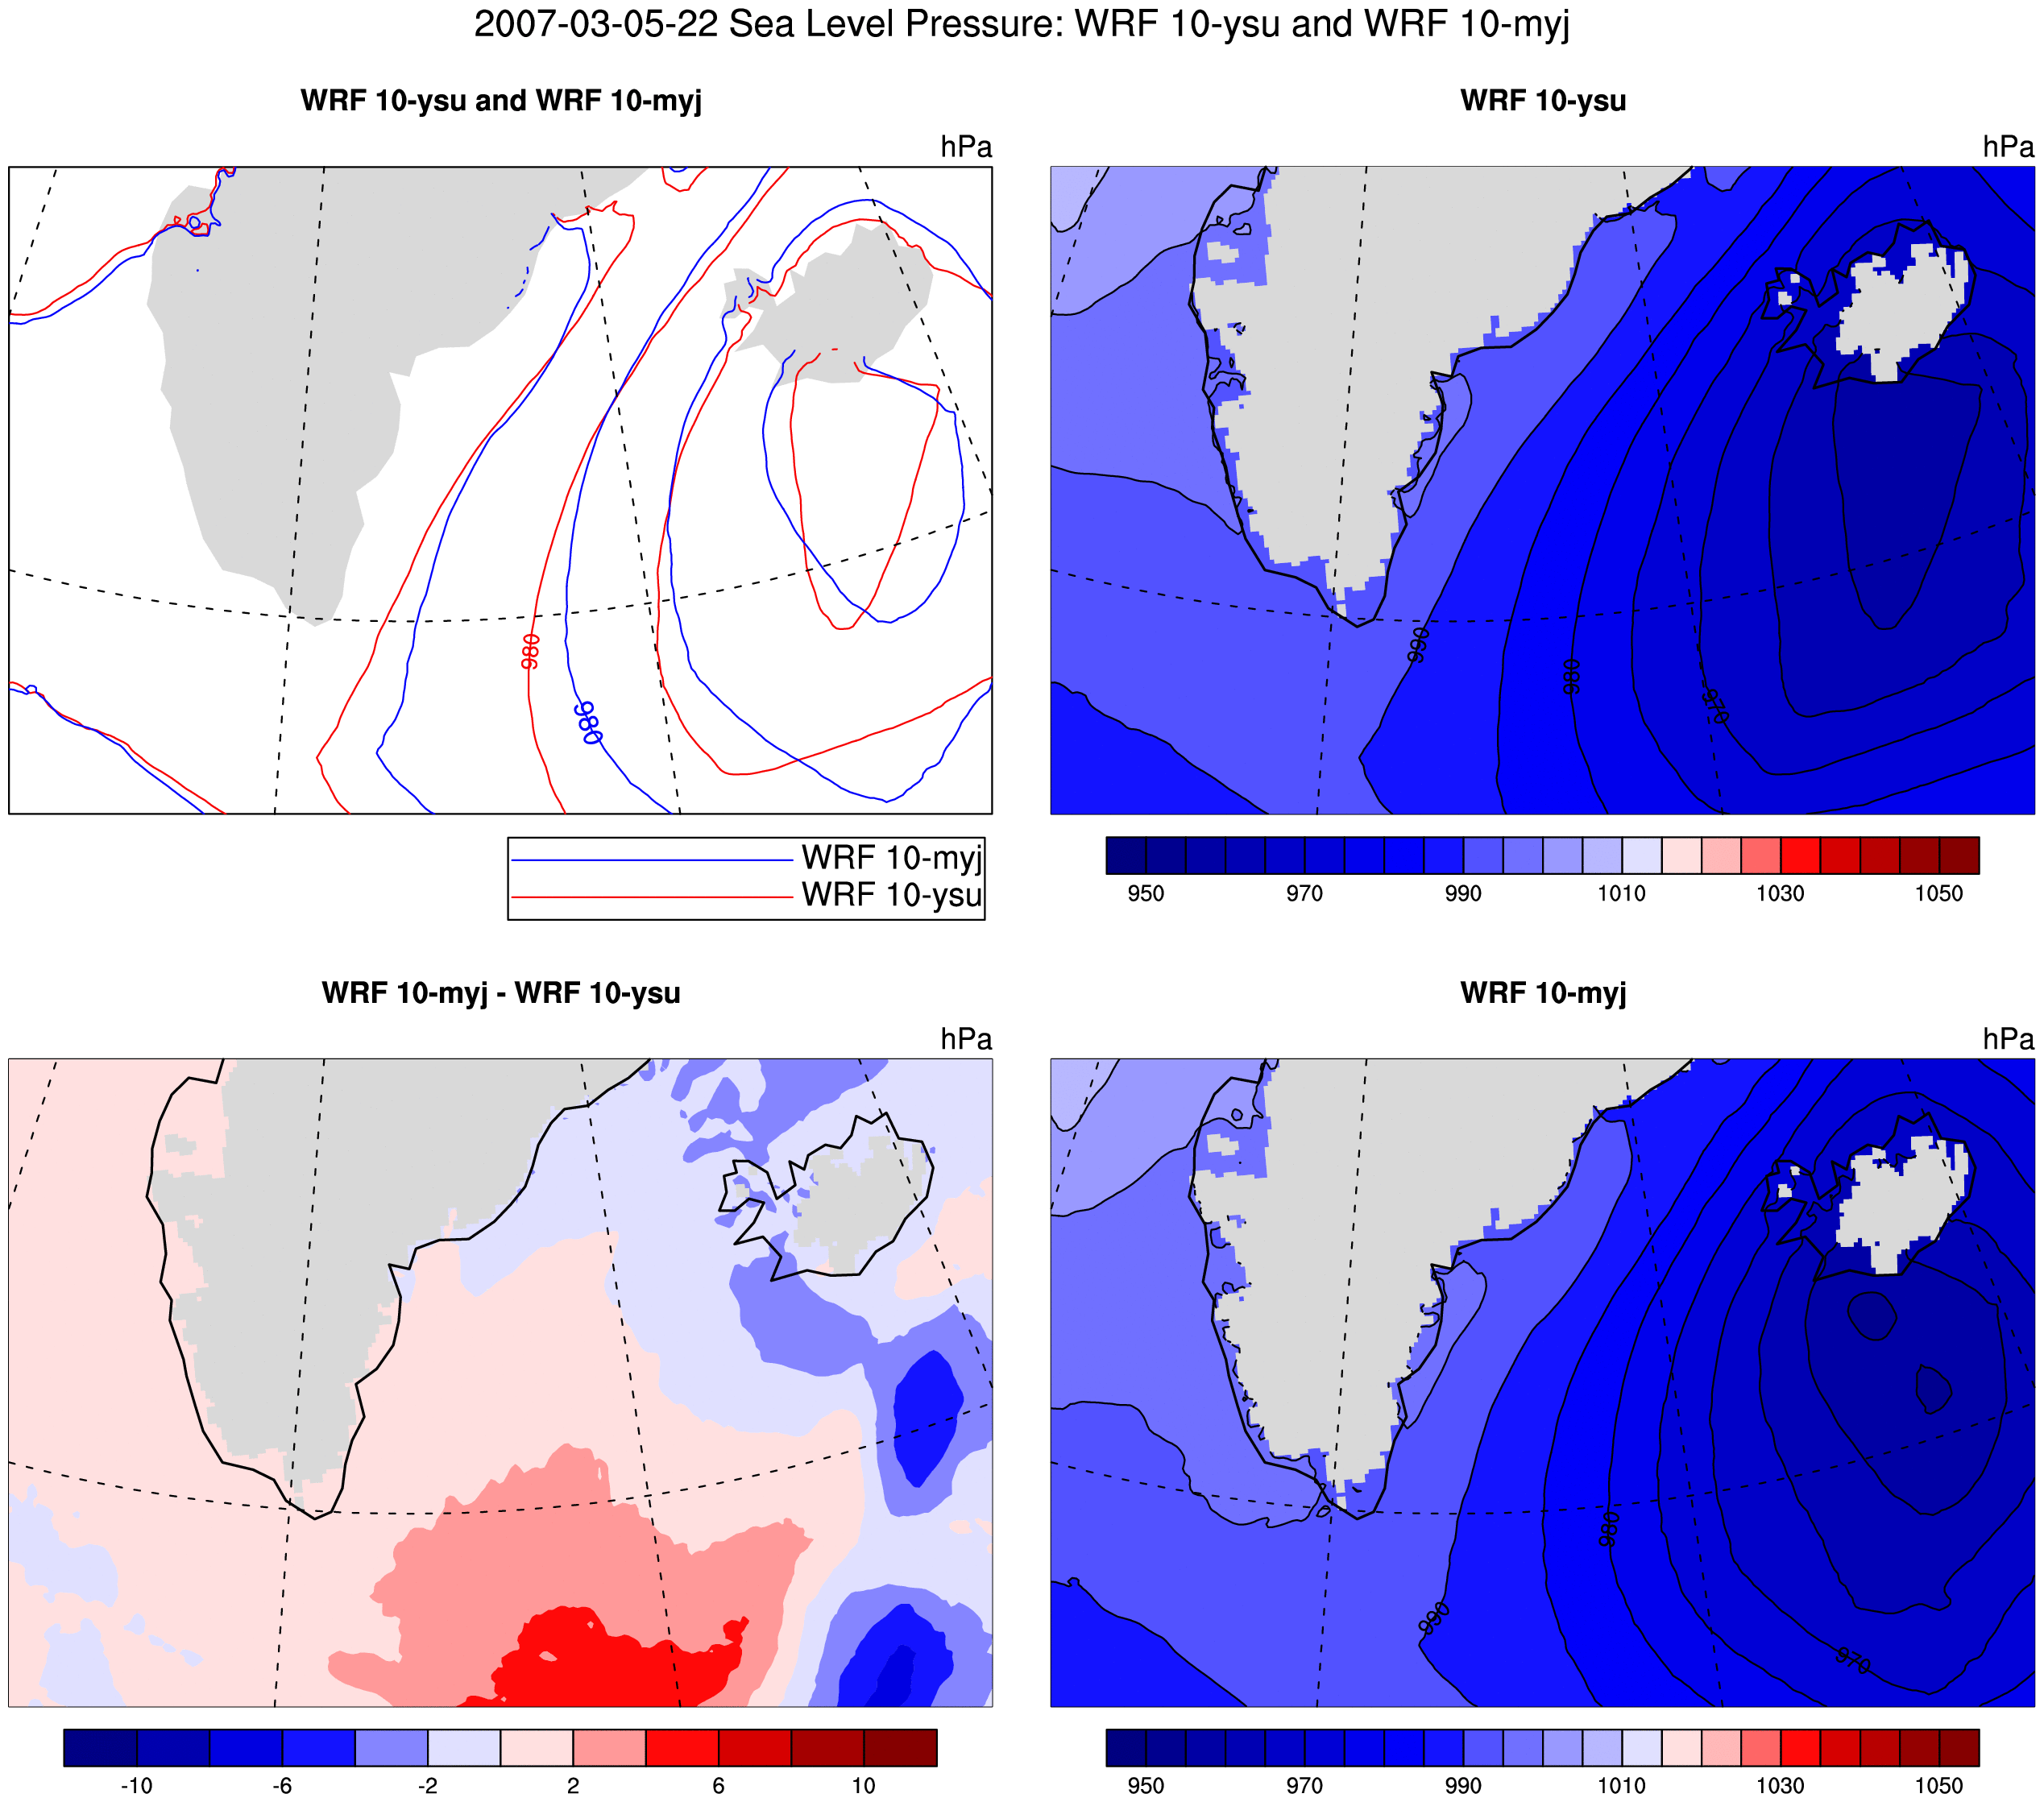 2007-03-05-22 Sea Level Pressure: WRF 10-ysu and WRF 10-myj
WRF 10-ysu and WRF 10-myj
hPa
980
980
WRF 10-myj
WRF 10-ysu
WRF 10-ysu
hPa
990
980
970
950 970 990 1010 1030 1050
WRF 10-myj - WRF 10-ysu
hPa
-10 -6 -2 2 6 10
WRF 10-myj
hPa
980
990
970
950 970 990 1010 1030 1050